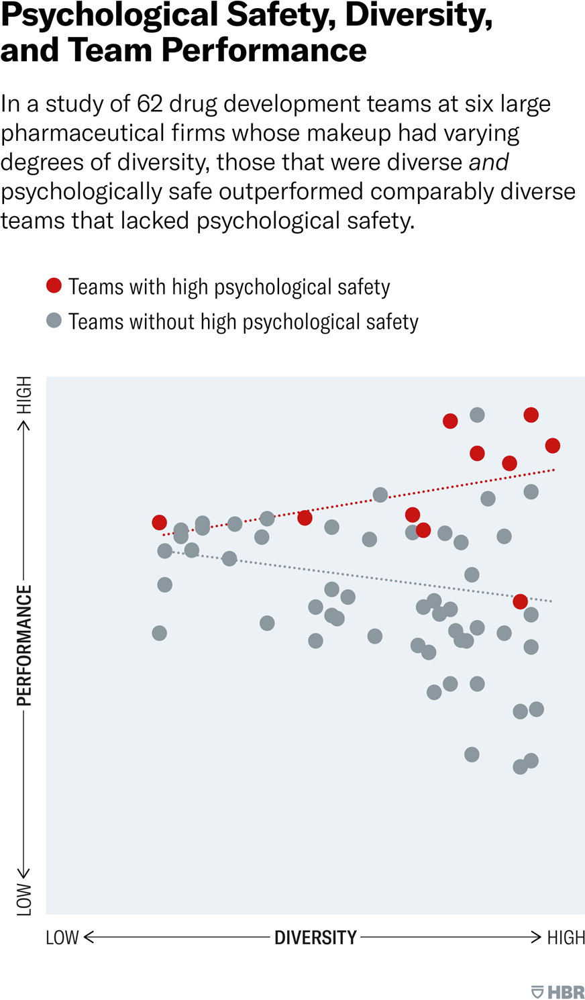 Psychological Safety, Diversity,
and Team Performance
In a study of 62 drug development teams at six large
pharmaceutical firms whose makeup had varying
degrees of diversity, those that were diverse and
psychologically safe outperformed comparably diverse
teams that lacked psychological safety.
Teams with high psychological safety
Teams without high psychological safety
HIGH
PERFORMANCE
LOW
LOW DIVERSITY HIGH
HBR